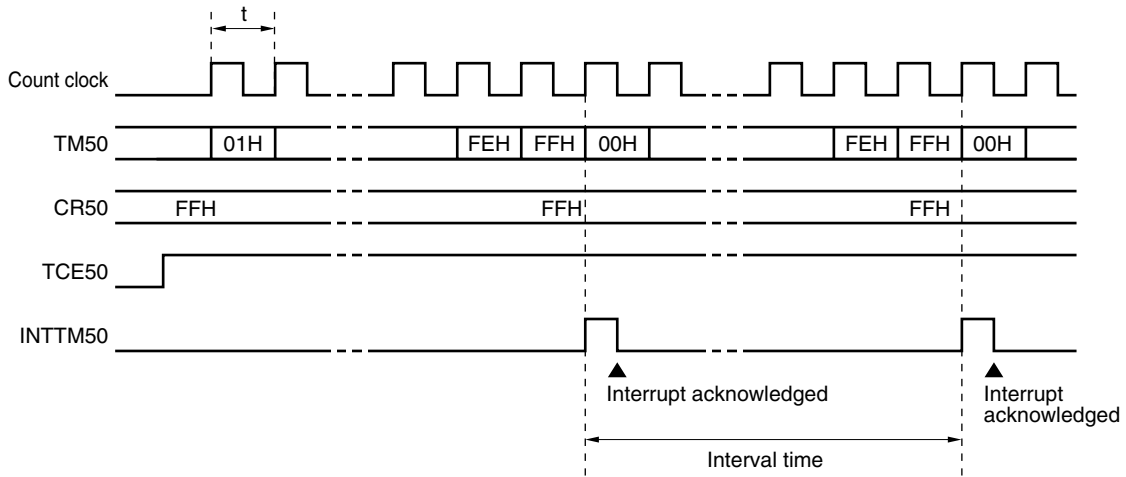 t
Count clock
TM50 01H FEH FFH 00H FEH FFH 00H
CR50 FFH FFH FFH
TCE50
INTTM50
Interrupt acknowledged
Interrupt
acknowledged
Interval time